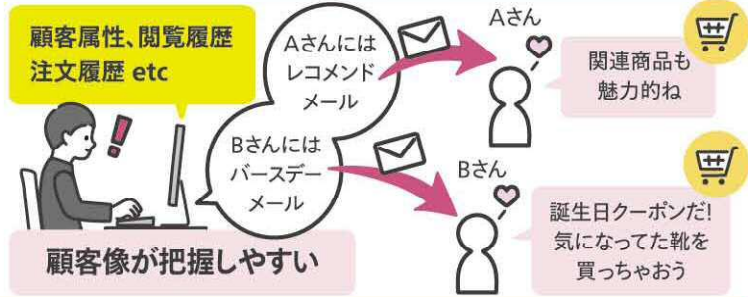 顧客属性、閲覧履歴
注文履歴 etc
Aさんには
レコメンド
メール
Aさん
関連商品も
魅力的ね
Bさんには
バースデー
メール
Bさん
誕生日クーポンだ!
気になってた靴を
買っちゃおう
顧客像が把握しやすい